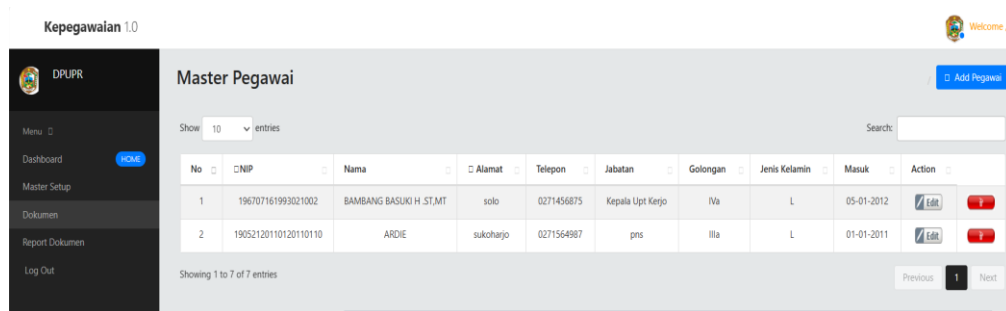 Kepegawaian 1.0
Welcome
DPUPR
Master Pegawai
Add Pegawai
Menu
Show 10 entries
Search:
Dashboard HOME
Master Setup
Dokumen
Report Dokumen
Log Out
No NIP Nama Alamat Telepon Jabatan Golongan Jenis Kelamin Masuk Action
1 196707161993021002 BAMBANG BASUKI H .ST,MT solo 0271456875 Kepala Upt Kerjo IVa L 05-01-2012 Edit
2 19052120110120110110 ARDIE sukoharjo 0271564987 pns IIIa L 01-01-2011 Edit
Showing 1 to 7 of 7 entries
Previous 1 Next